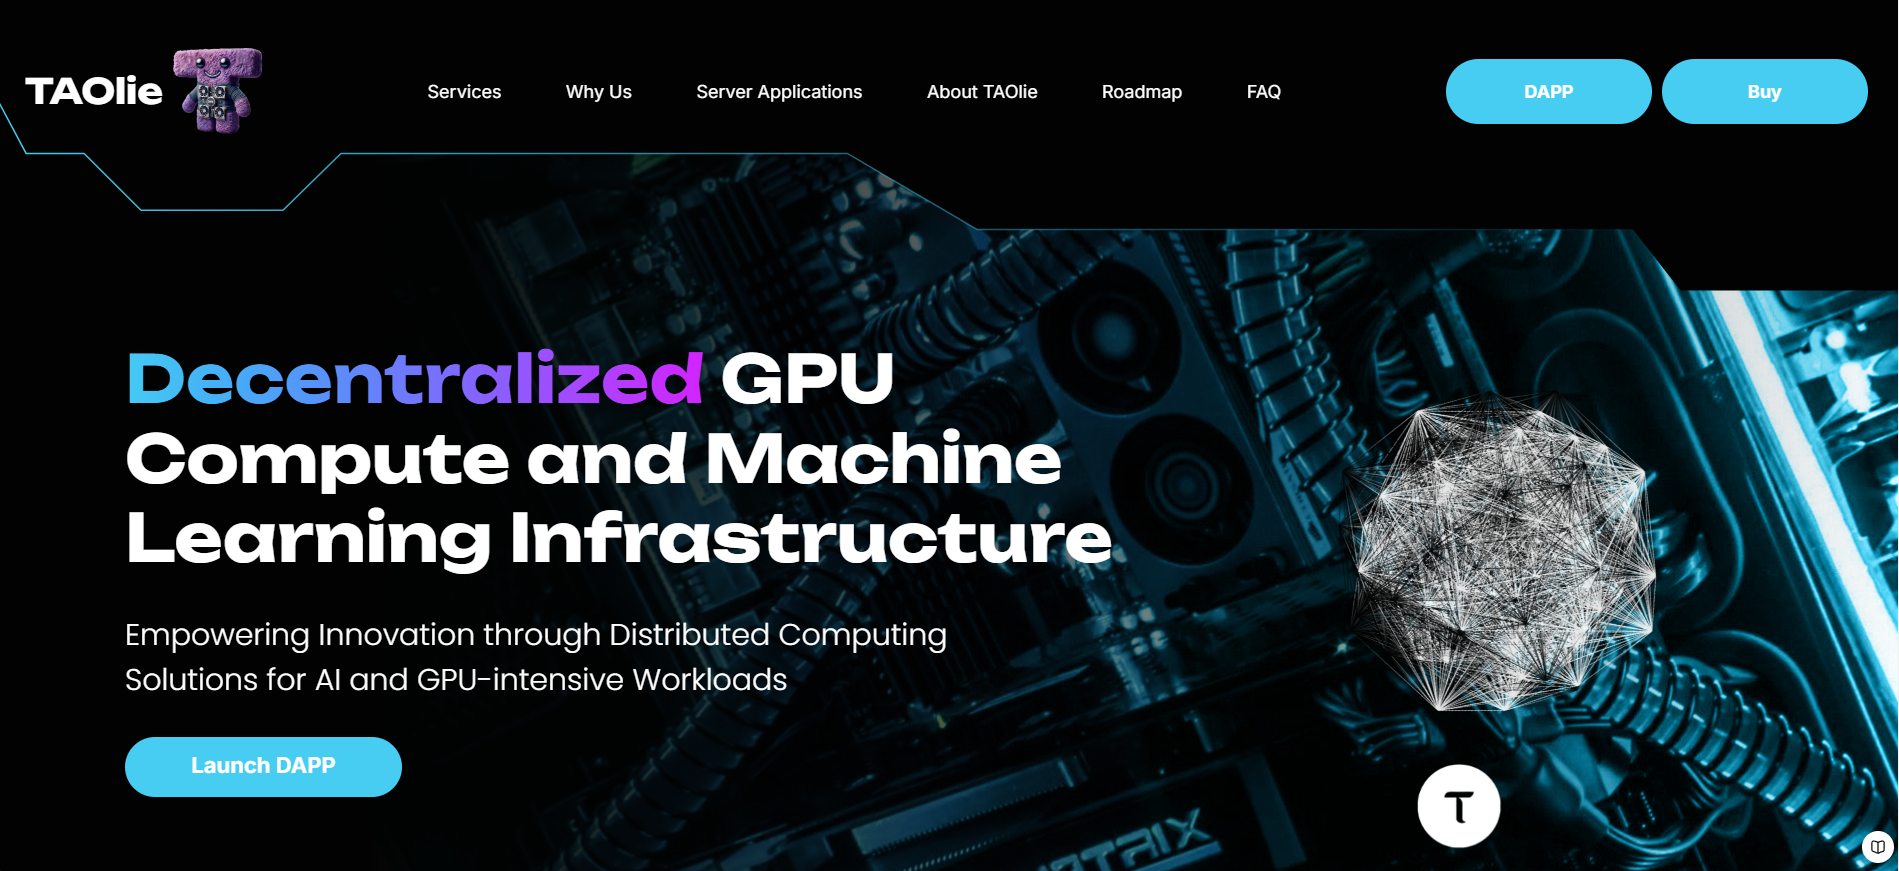 TAOlie
Services
Why Us
Server Applications
About TAOlie
Roadmap
FAQ
DAPP
Buy
Decentralized GPU
Compute and Machine
Learning Infrastructure
Empowering Innovation through Distributed Computing
Solutions for AI and GPU-intensive Workloads
Launch DAPP